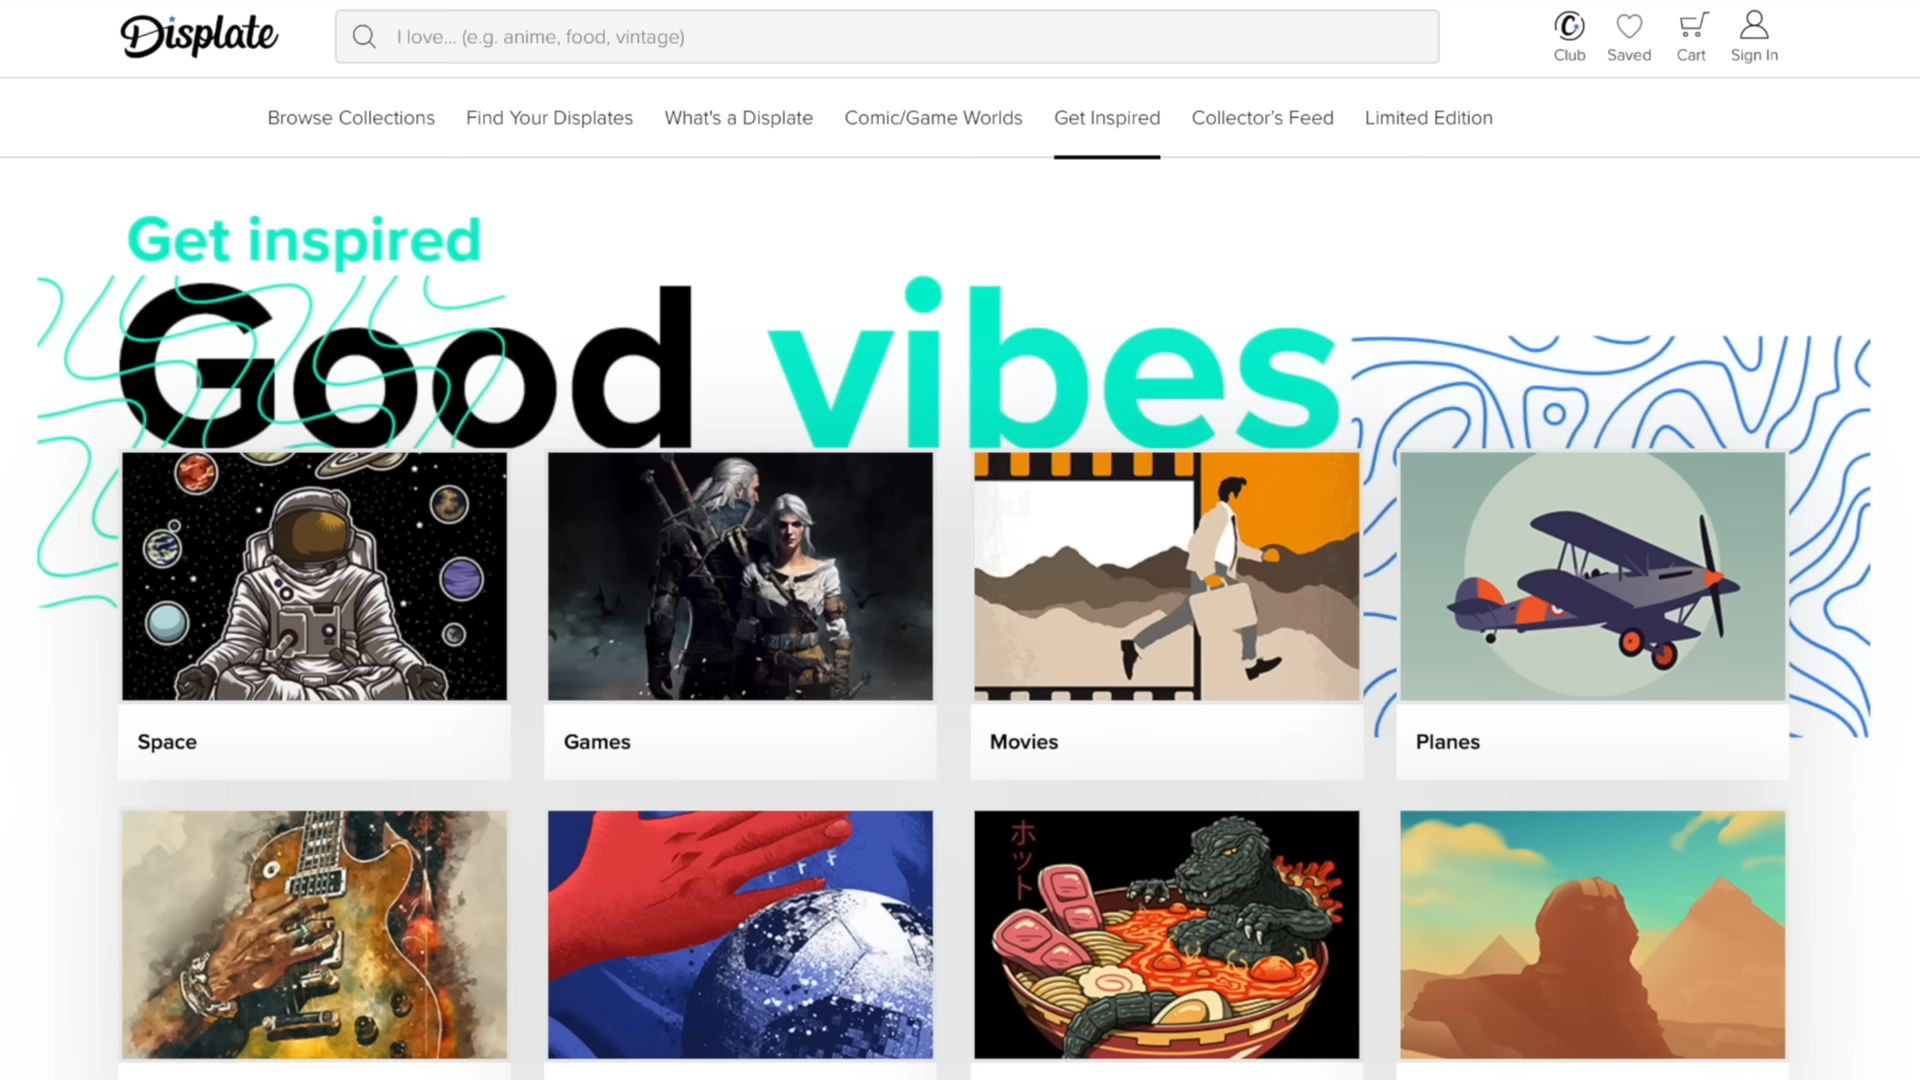 Displate
I love... (e.g. anime, food, vintage)
Club
Saved
Cart
Sign In
Browse Collections
Find Your Displates
What's a Displate
Comic/Game Worlds
Get Inspired
Collector's Feed
Limited Edition
Get inspired
Good vibes
Space
Games
Movies
Planes
ホット